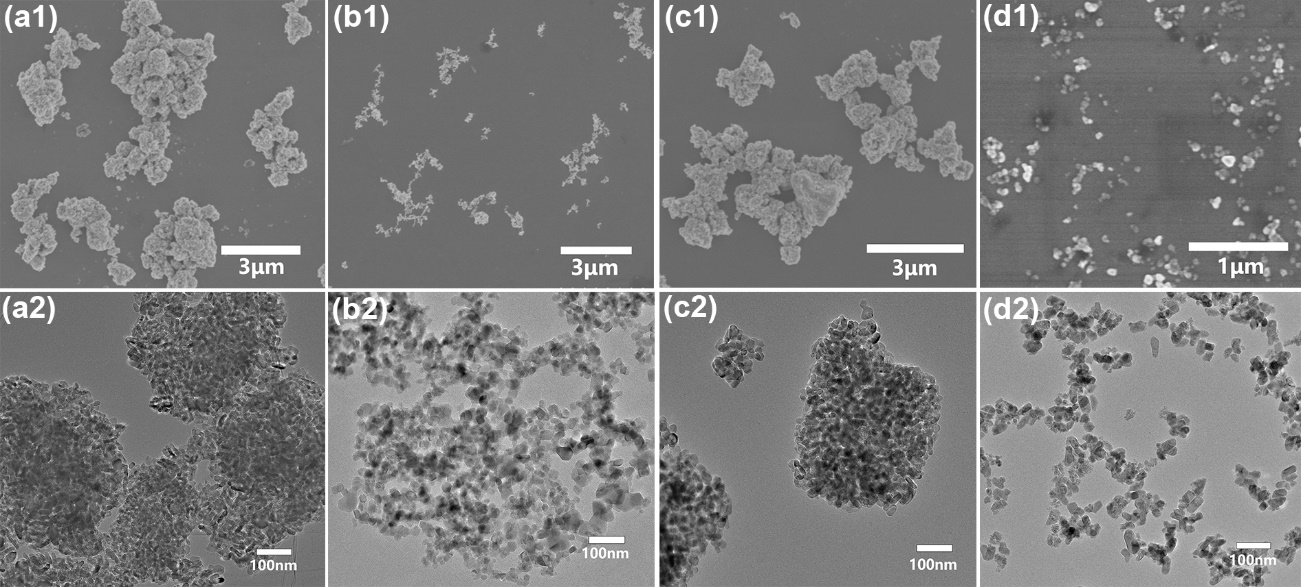 (a1) (b1) (c1) (d1)
3μm 3μm 3μm 1μm
(a2) (b2) (c2) (d2)
100nm 100nm 100nm 100nm